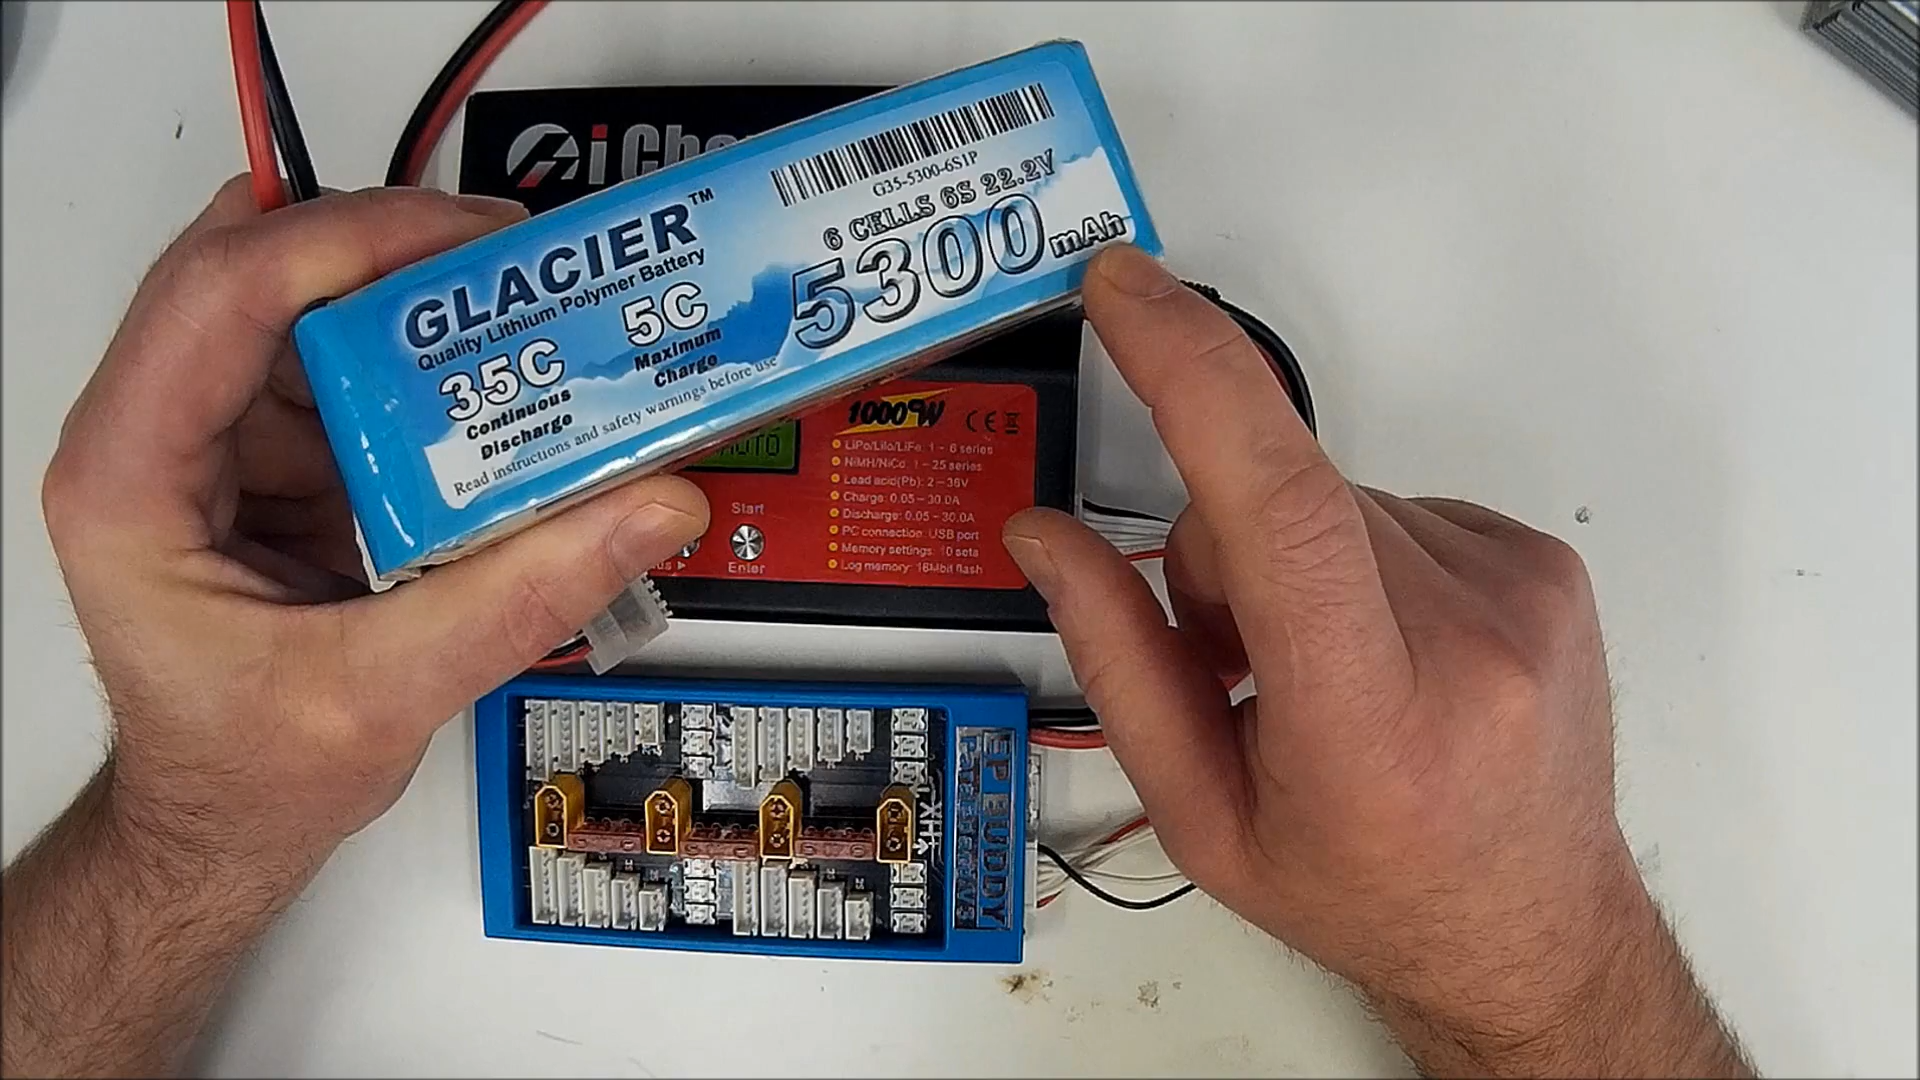 i Cha
GLACIER™
Quality Lithium Polymer Battery
35C
Continuous
Discharge
5C
Maximum
Charge
Read instructions and safety warnings before use
G35-5300-6S1P
6 CELLS 6S 22.2V
5300mAh
AUTO
Start
Enter
1000W CE
LiPo/LiIo/LiFe: 1 - 6 series
NiMH/NiCd: 1 - 25 series
Lead acid(Pb): 2 - 36V
Charge: 0.05 - 30.0A
Discharge: 0.05 - 30.0A
PC connection: USB port
Memory settings: 10 sets
Log memory: 16Mbit flash
EP BUDDY